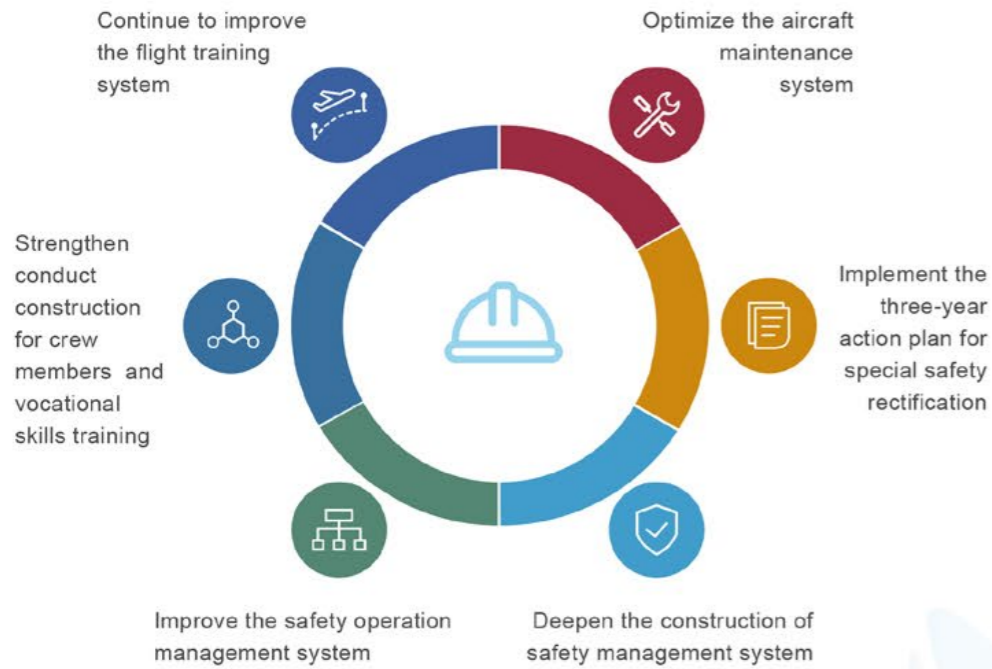 Continue to improve
the flight training
system
Optimize the aircraft
maintenance
system
Strengthen
conduct
construction
for crew
members and
vocational
skills training
Implement the
three-year
action plan for
special safety
rectification
Improve the safety operation
management system
Deepen the construction of
safety management system